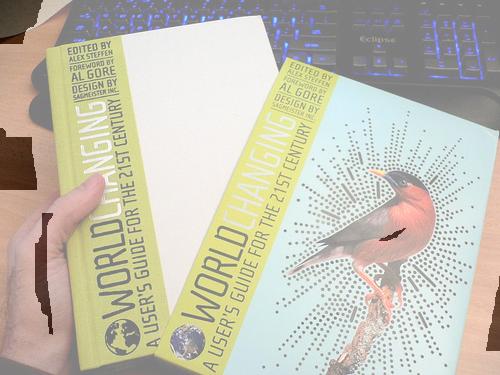 EDITED BY
ALEX STEFFEN
FOREWORD BY
AL GORE
DESIGN BY
SAGMEISTER INC.
WORLDCHANGING
A USER'S GUIDE FOR THE 21ST CENTURY
EDITED BY
ALEX STEFFEN
FOREWORD BY
AL GORE
DESIGN BY
SAGMEISTER INC.
WORLDCHANGING
A USER'S GUIDE FOR THE 21ST CENTURY
Eclipse